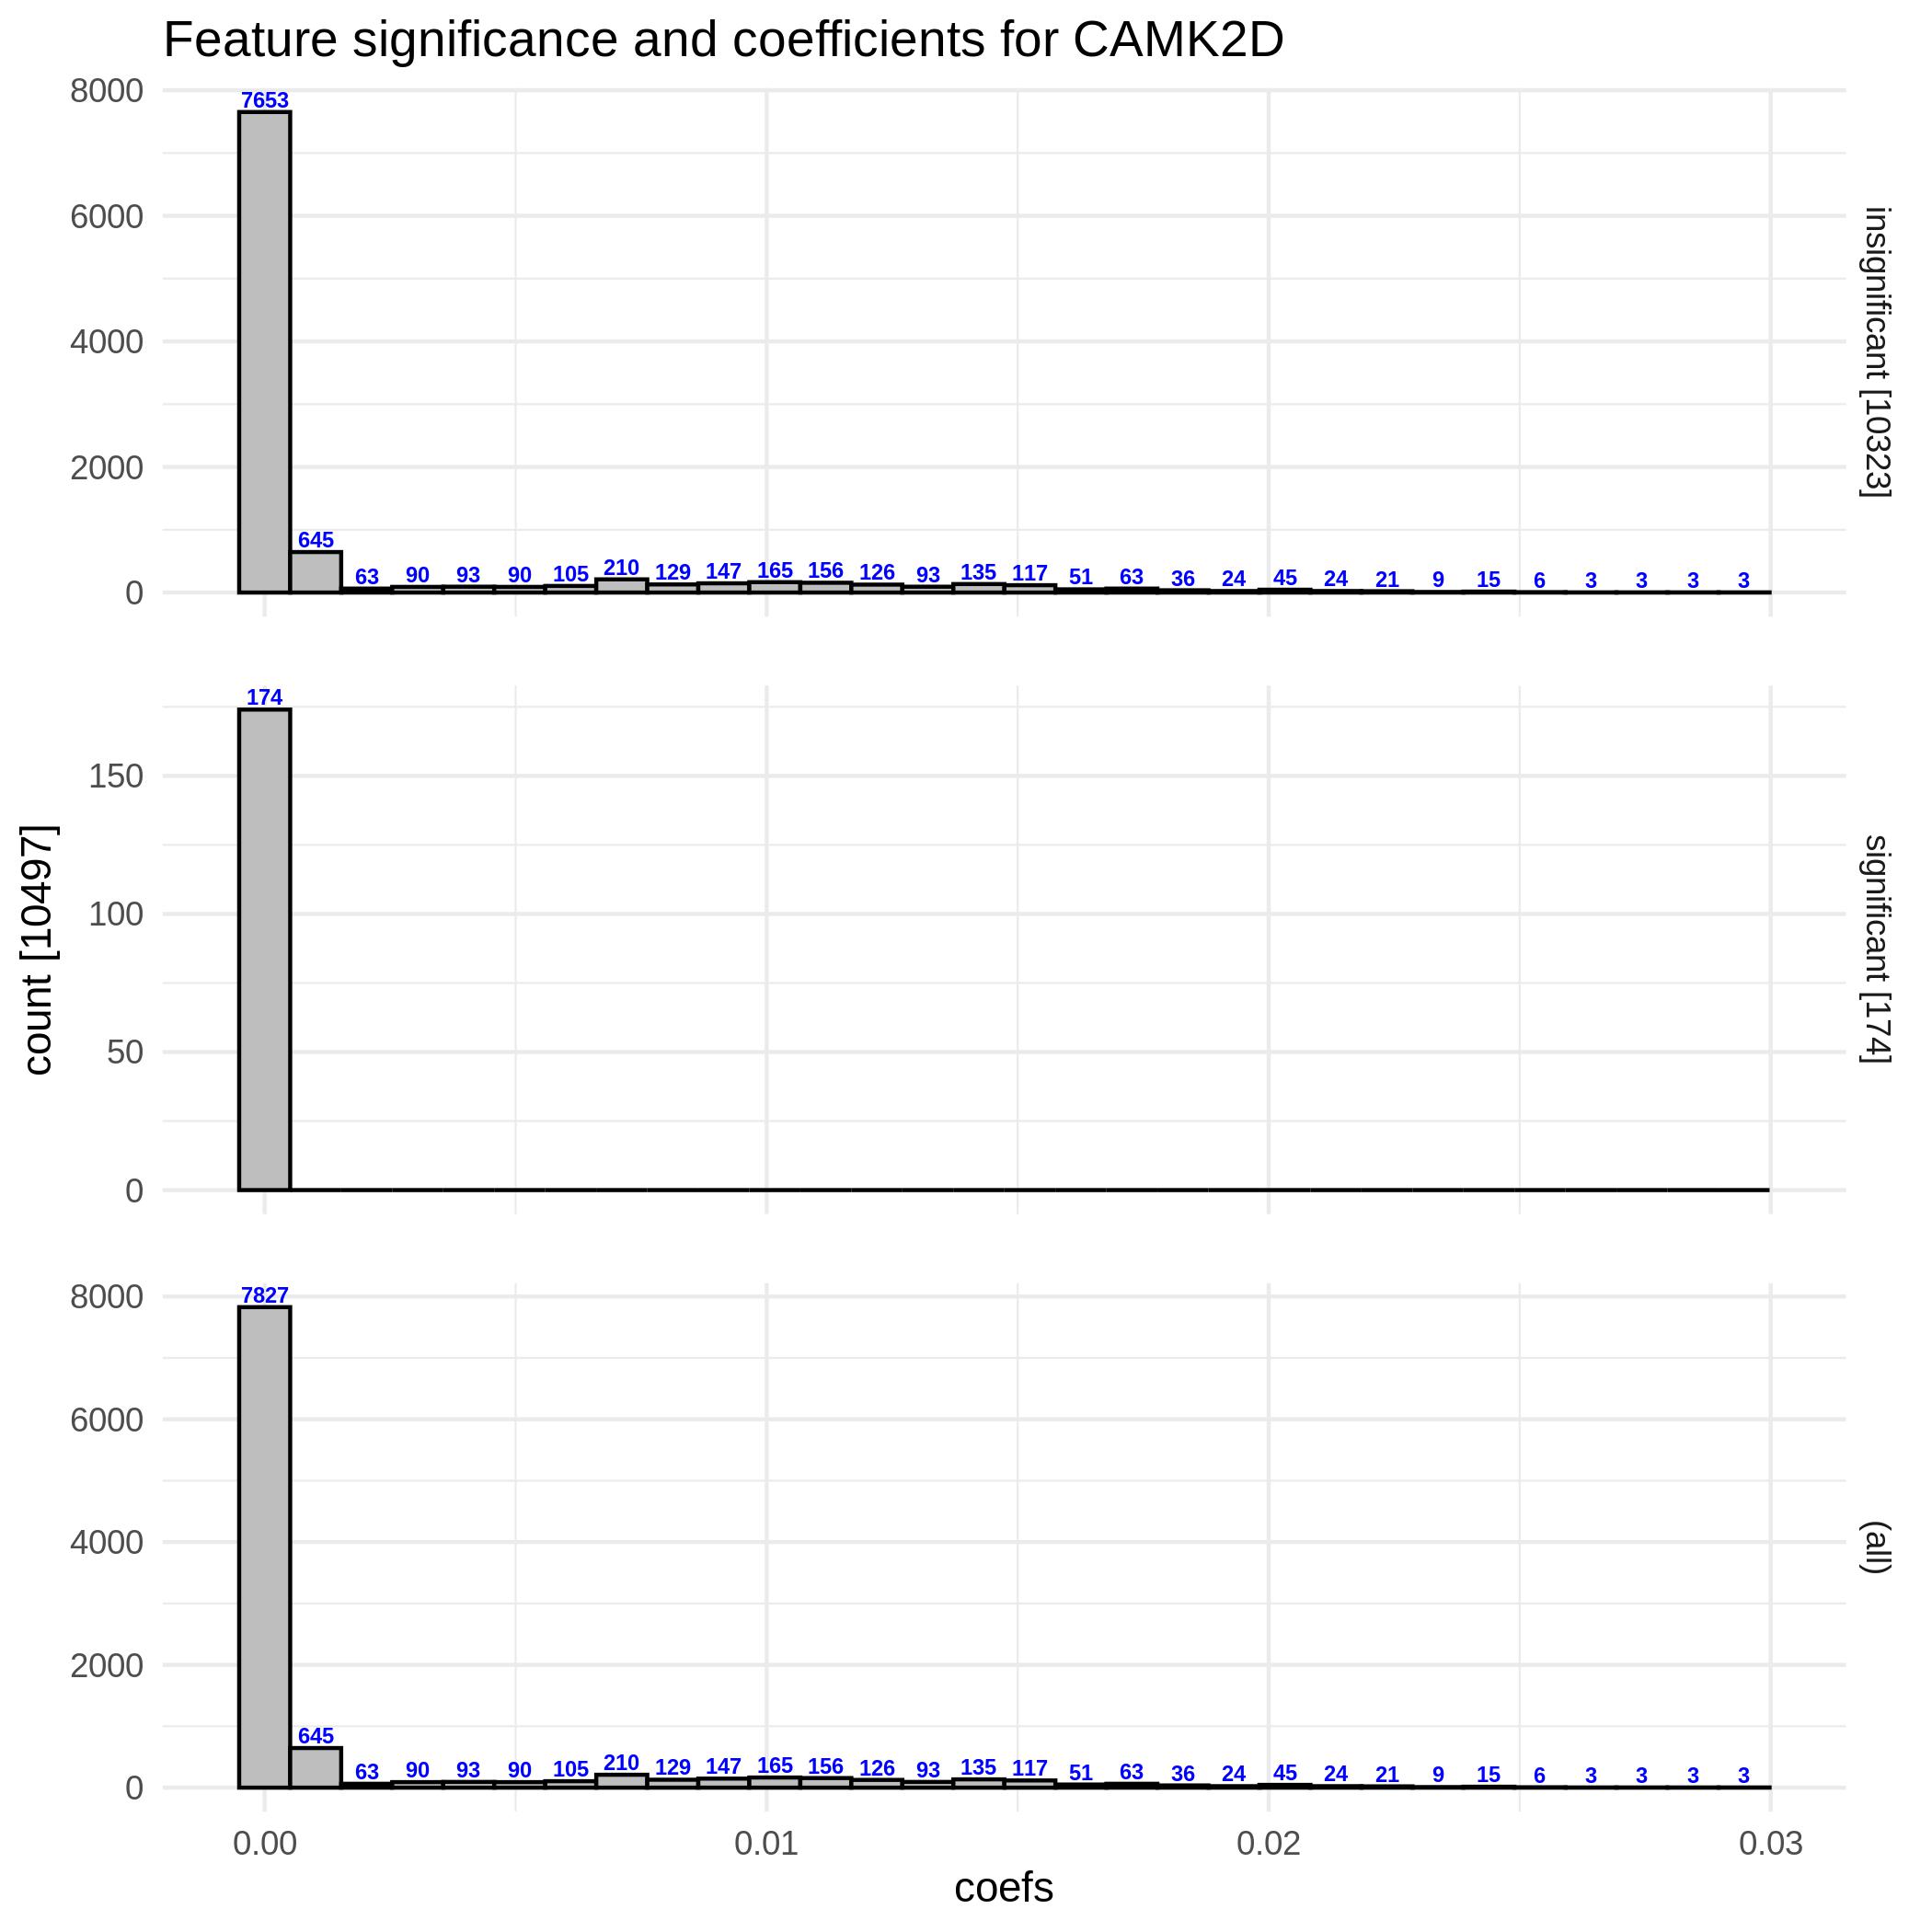 Feature significance and coefficients for CAMK2D
8000
6000
4000
2000
0
7653
645 63 90 93 90 105 210 129 147 165 156 126 93 135 117 51 63 36 24 45 24 21 9 15 6 3 3 3 3
insignificant [10323]
count [10497]
150
100
50
0
174
significant [174]
8000
6000
4000
2000
0
7827
645 63 90 93 90 105 210 129 147 165 156 126 93 135 117 51 63 36 24 45 24 21 9 15 6 3 3 3 3
(all)
0.00 0.01 0.02 0.03
coefs